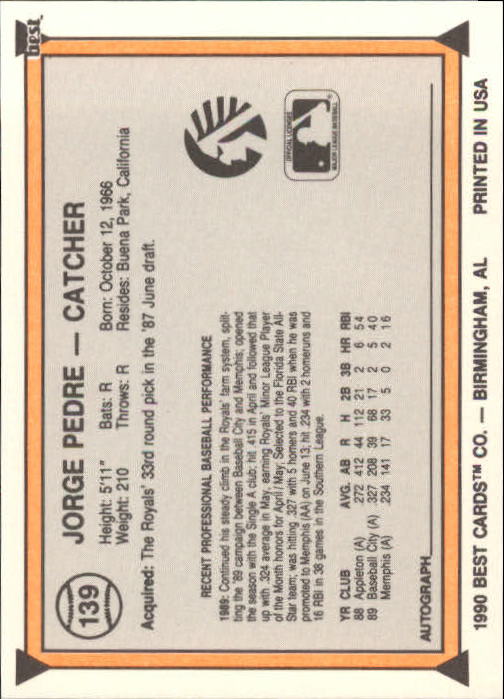 best
139
JORGE PEDRE — CATCHER
Height: 5'11" Bats: R Born: October 12, 1966
Weight: 210 Throws: R Resides: Buena Park, California
Acquired: The Royals' 33rd round pick in the '87 June draft.
RECENT PROFESSIONAL BASEBALL PERFORMANCE
1989: Continued his steady climb in the Royals' farm system, split-
ting the '89 campaign between Baseball City and Memphis; opened
the season with the Single A club; hit .415 in April and followed that
up with .324 average in May, earning Royals' Minor League Player
of the Month honors for April / May; Selected to the Florida State All-
Star team; was hitting .327 with 5 homers and 40 RBI when he was
promoted to Memphis (AA) on June 13; hit .234 with 2 homeruns and
16 RBI in 38 games in the Southern League.
YR CLUB AVG. AB R H 2B 3B HR RBI
88 Appleton (A) .272 412 44 112 21 2 6 54
89 Baseball City (A) .327 208 39 68 17 2 5 40
Memphis (A) .234 141 17 33 5 0 2 16
OFFICIAL LICENSEE
MAJOR LEAGUE BASEBALL
AUTOGRAPH
1990 BEST CARDS™ CO. — BIRMINGHAM, AL PRINTED IN USA